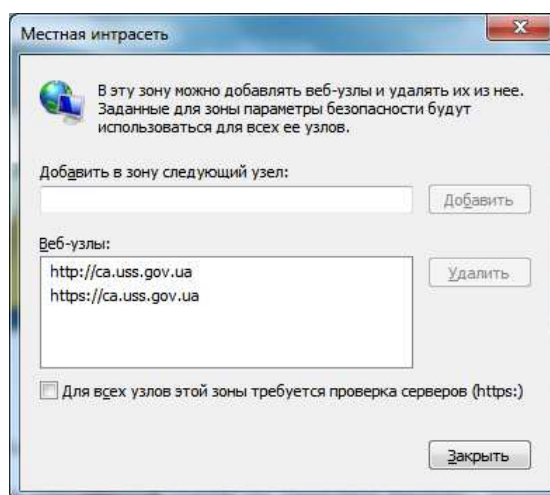 Местная интрасеть
В эту зону можно добавлять веб-узлы и удалять их из нее.
Заданные для зоны параметры безопасности будут
использоваться для всех ее узлов.
Добавить в зону следующий узел:
Добавить
Веб-узлы:
http://ca.uss.gov.ua
https://ca.uss.gov.ua
Удалить
Для всех узлов этой зоны требуется проверка серверов (https:)
Закрыть